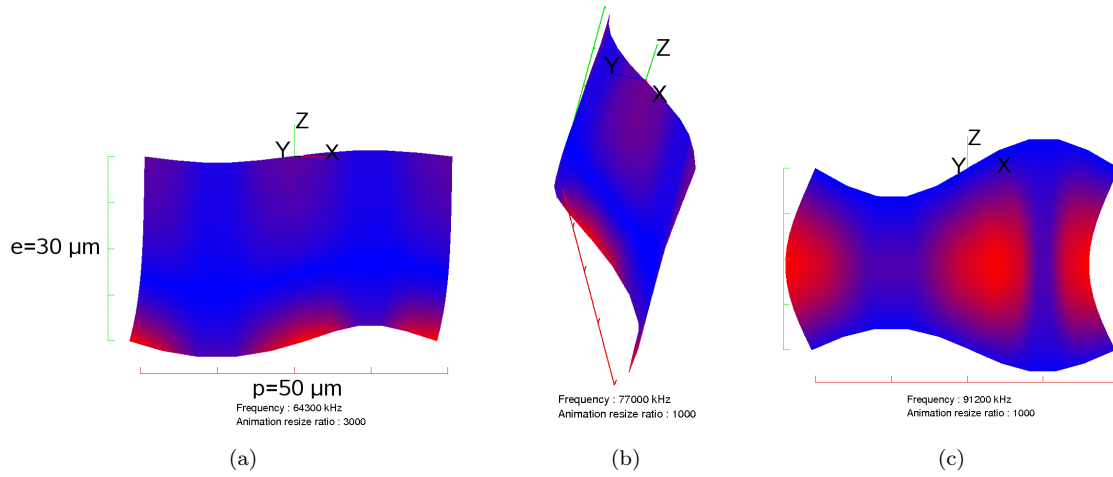 Z
Y X
e=30 µm
p=50 µm
Frequency : 64300 kHz
Animation resize ratio : 3000
(a)
Z
Y
X
Frequency : 77000 kHz
Animation resize ratio : 1000
(b)
Z
Y X
Frequency : 91200 kHz
Animation resize ratio : 1000
(c)